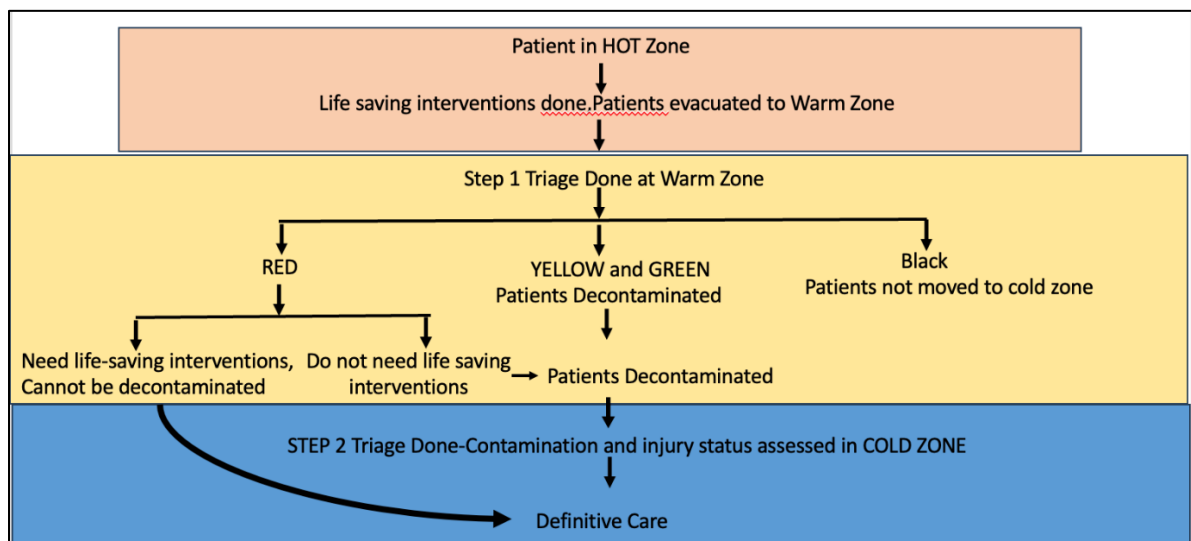 Patient in HOT Zone
Life saving interventions done.Patients evacuated to Warm Zone
Step 1 Triage Done at Warm Zone
RED
YELLOW and GREEN
Patients Decontaminated
Black
Patients not moved to cold zone
Need life-saving interventions,
Cannot be decontaminated
Do not need life saving
interventions
Patients Decontaminated
STEP 2 Triage Done-Contamination and injury status assessed in COLD ZONE
Definitive Care